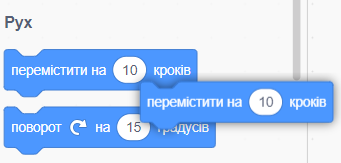 Рух
перемістити на 10 кроків
перемістити на 10 кроків
поворот на 15 градусів